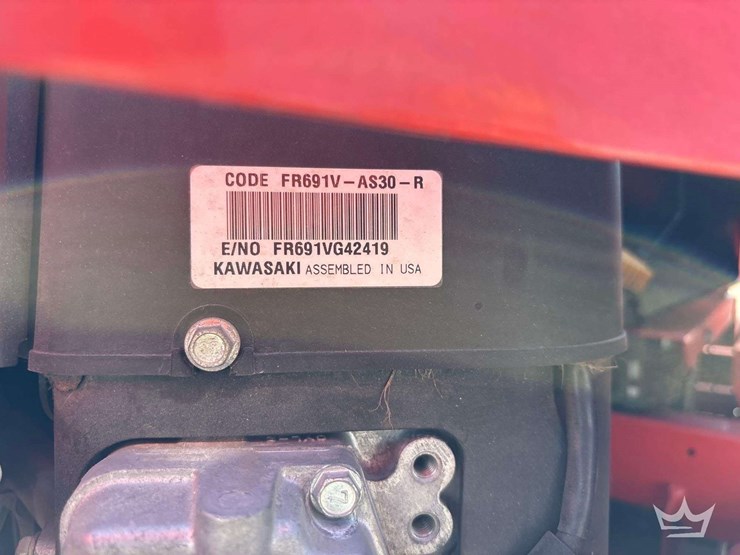 CODE FR691V-AS30-R
E/NO FR691VG42419
KAWASAKI ASSEMBLED IN USA